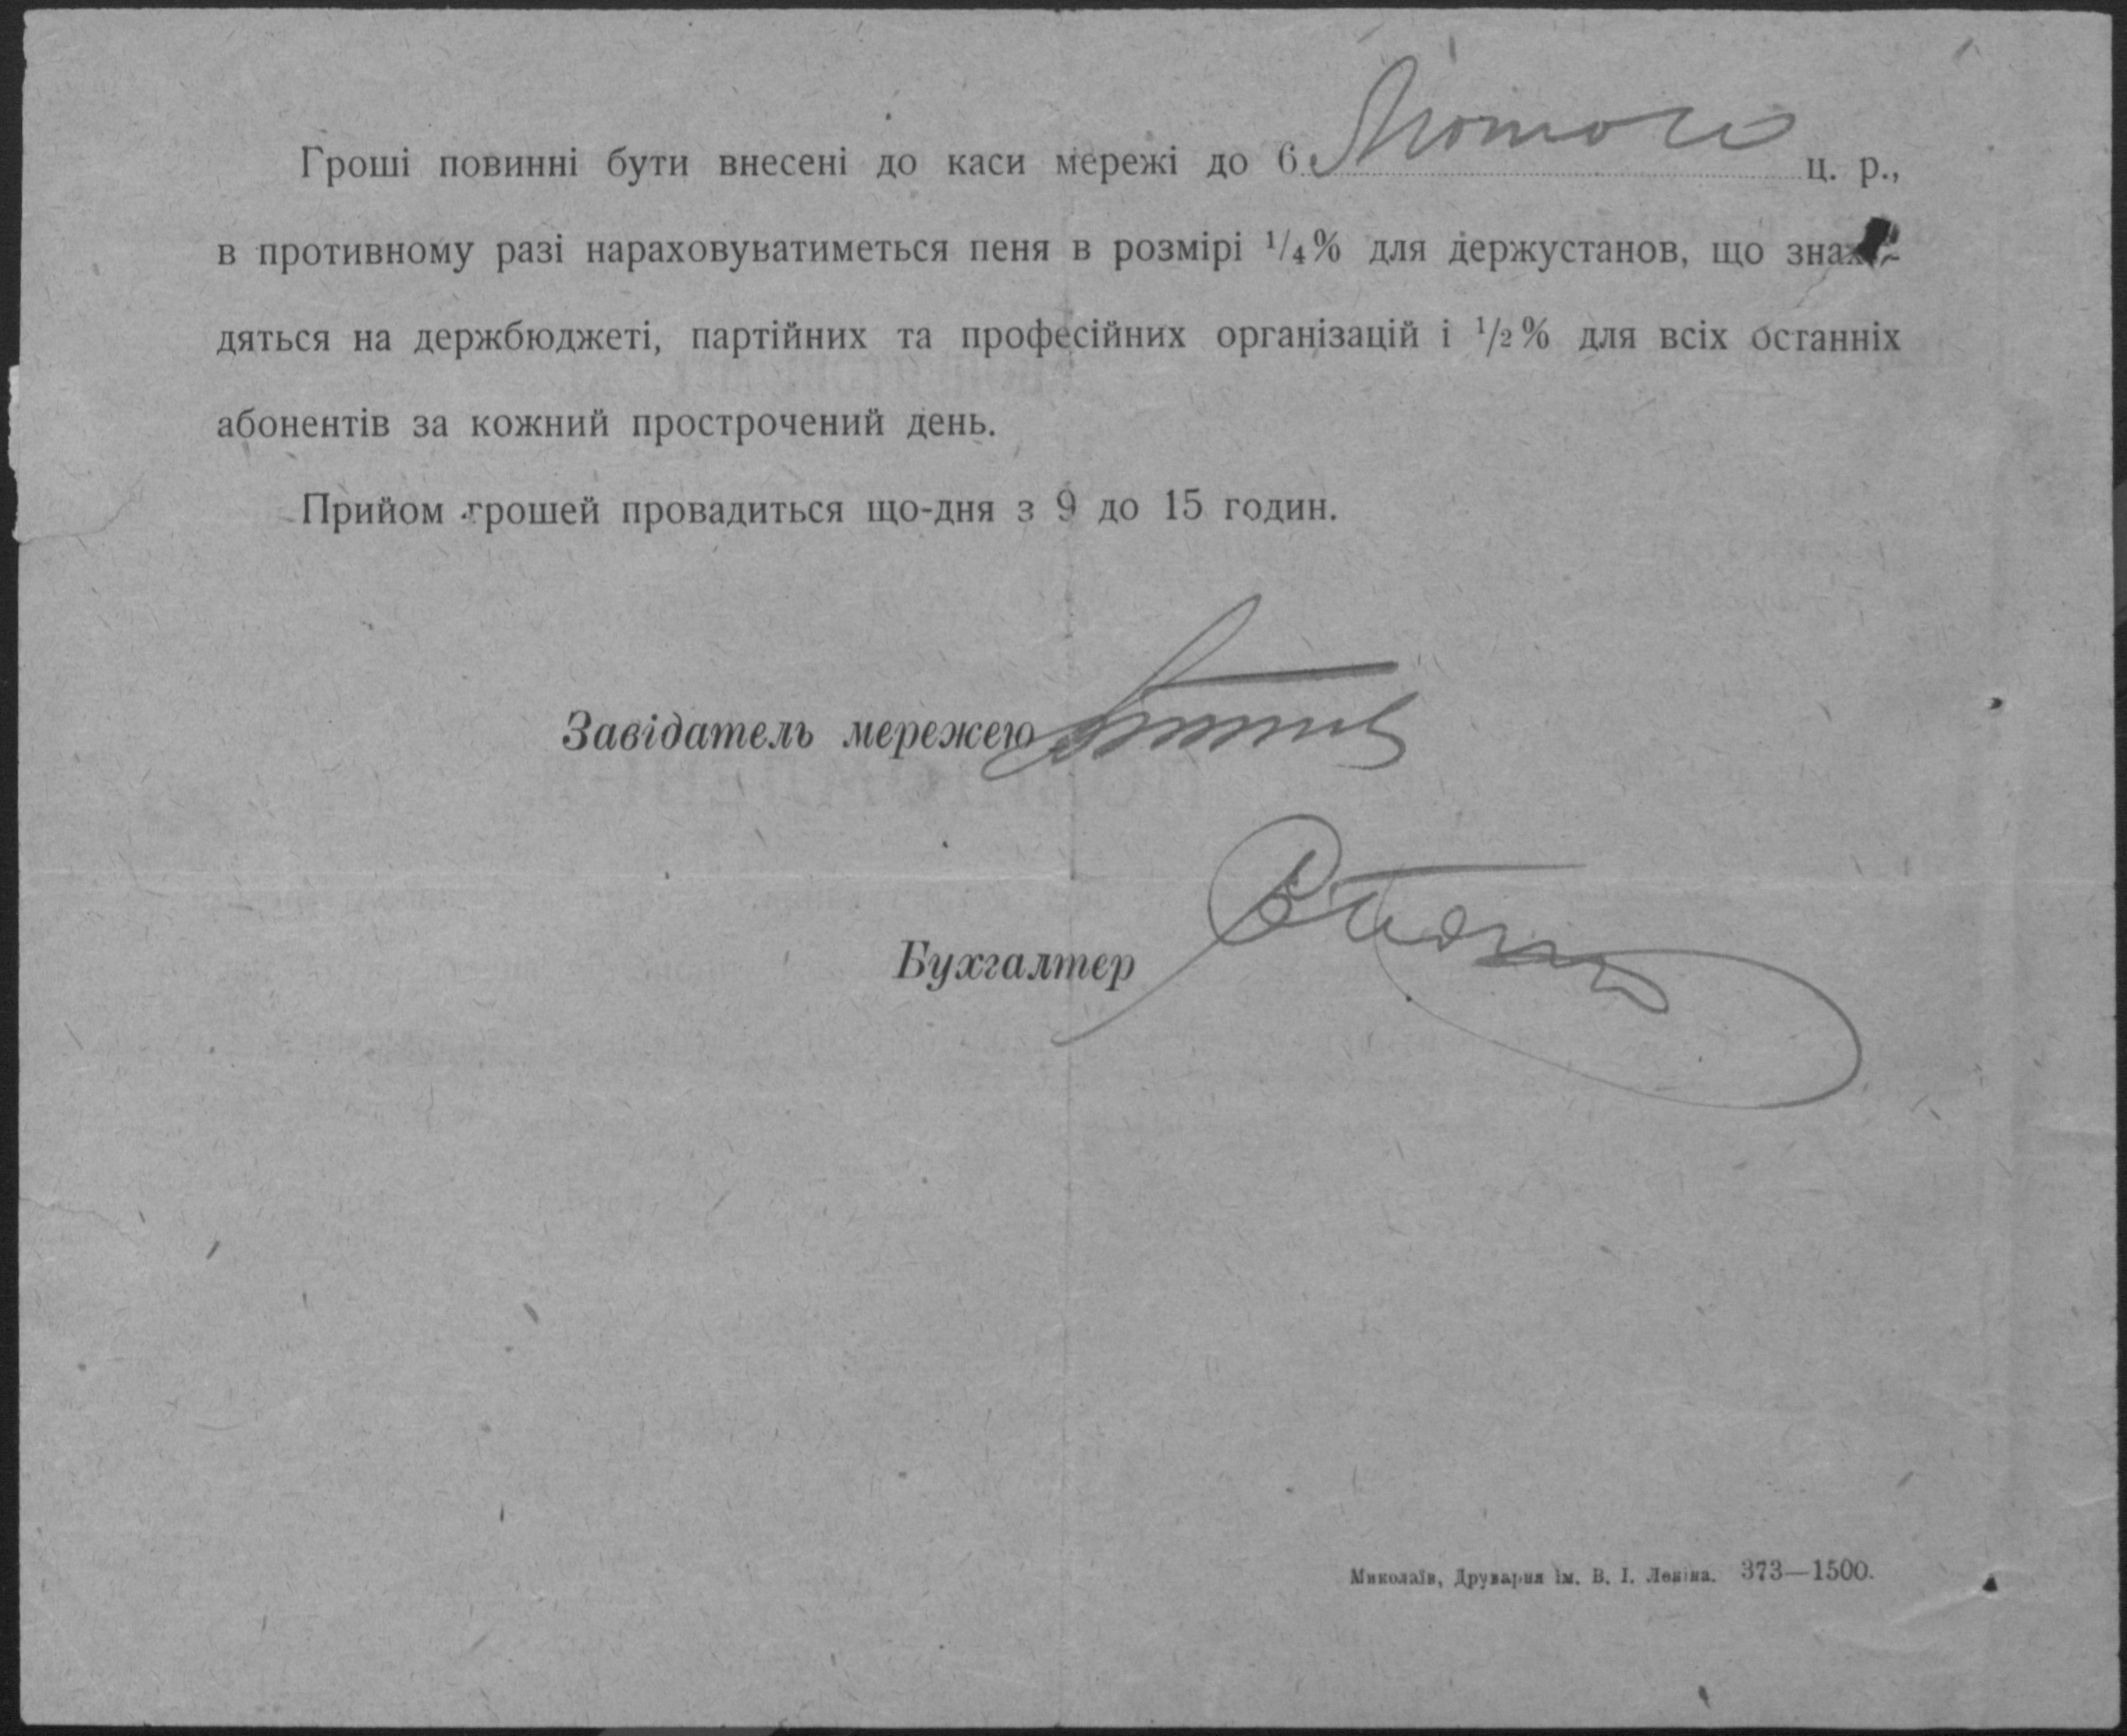 Гроші повинні бути внесені до каси мережі до 6 Лютого ц. р.,
в противному разі нараховуватиметься пеня в розмірі 1/4% для держустанов, що знахо-
дяться на держбюджеті, партійних та професійних організацій і 1/2% для всіх останніх
абонентів за кожний прострочений день.
Прийом грошей провадиться що-дня з 9 до 15 годин.
Завідатель мережею
Бухгалтер
Миколаїв, Друкарня ім. В. І. Леніна. 373—1500.